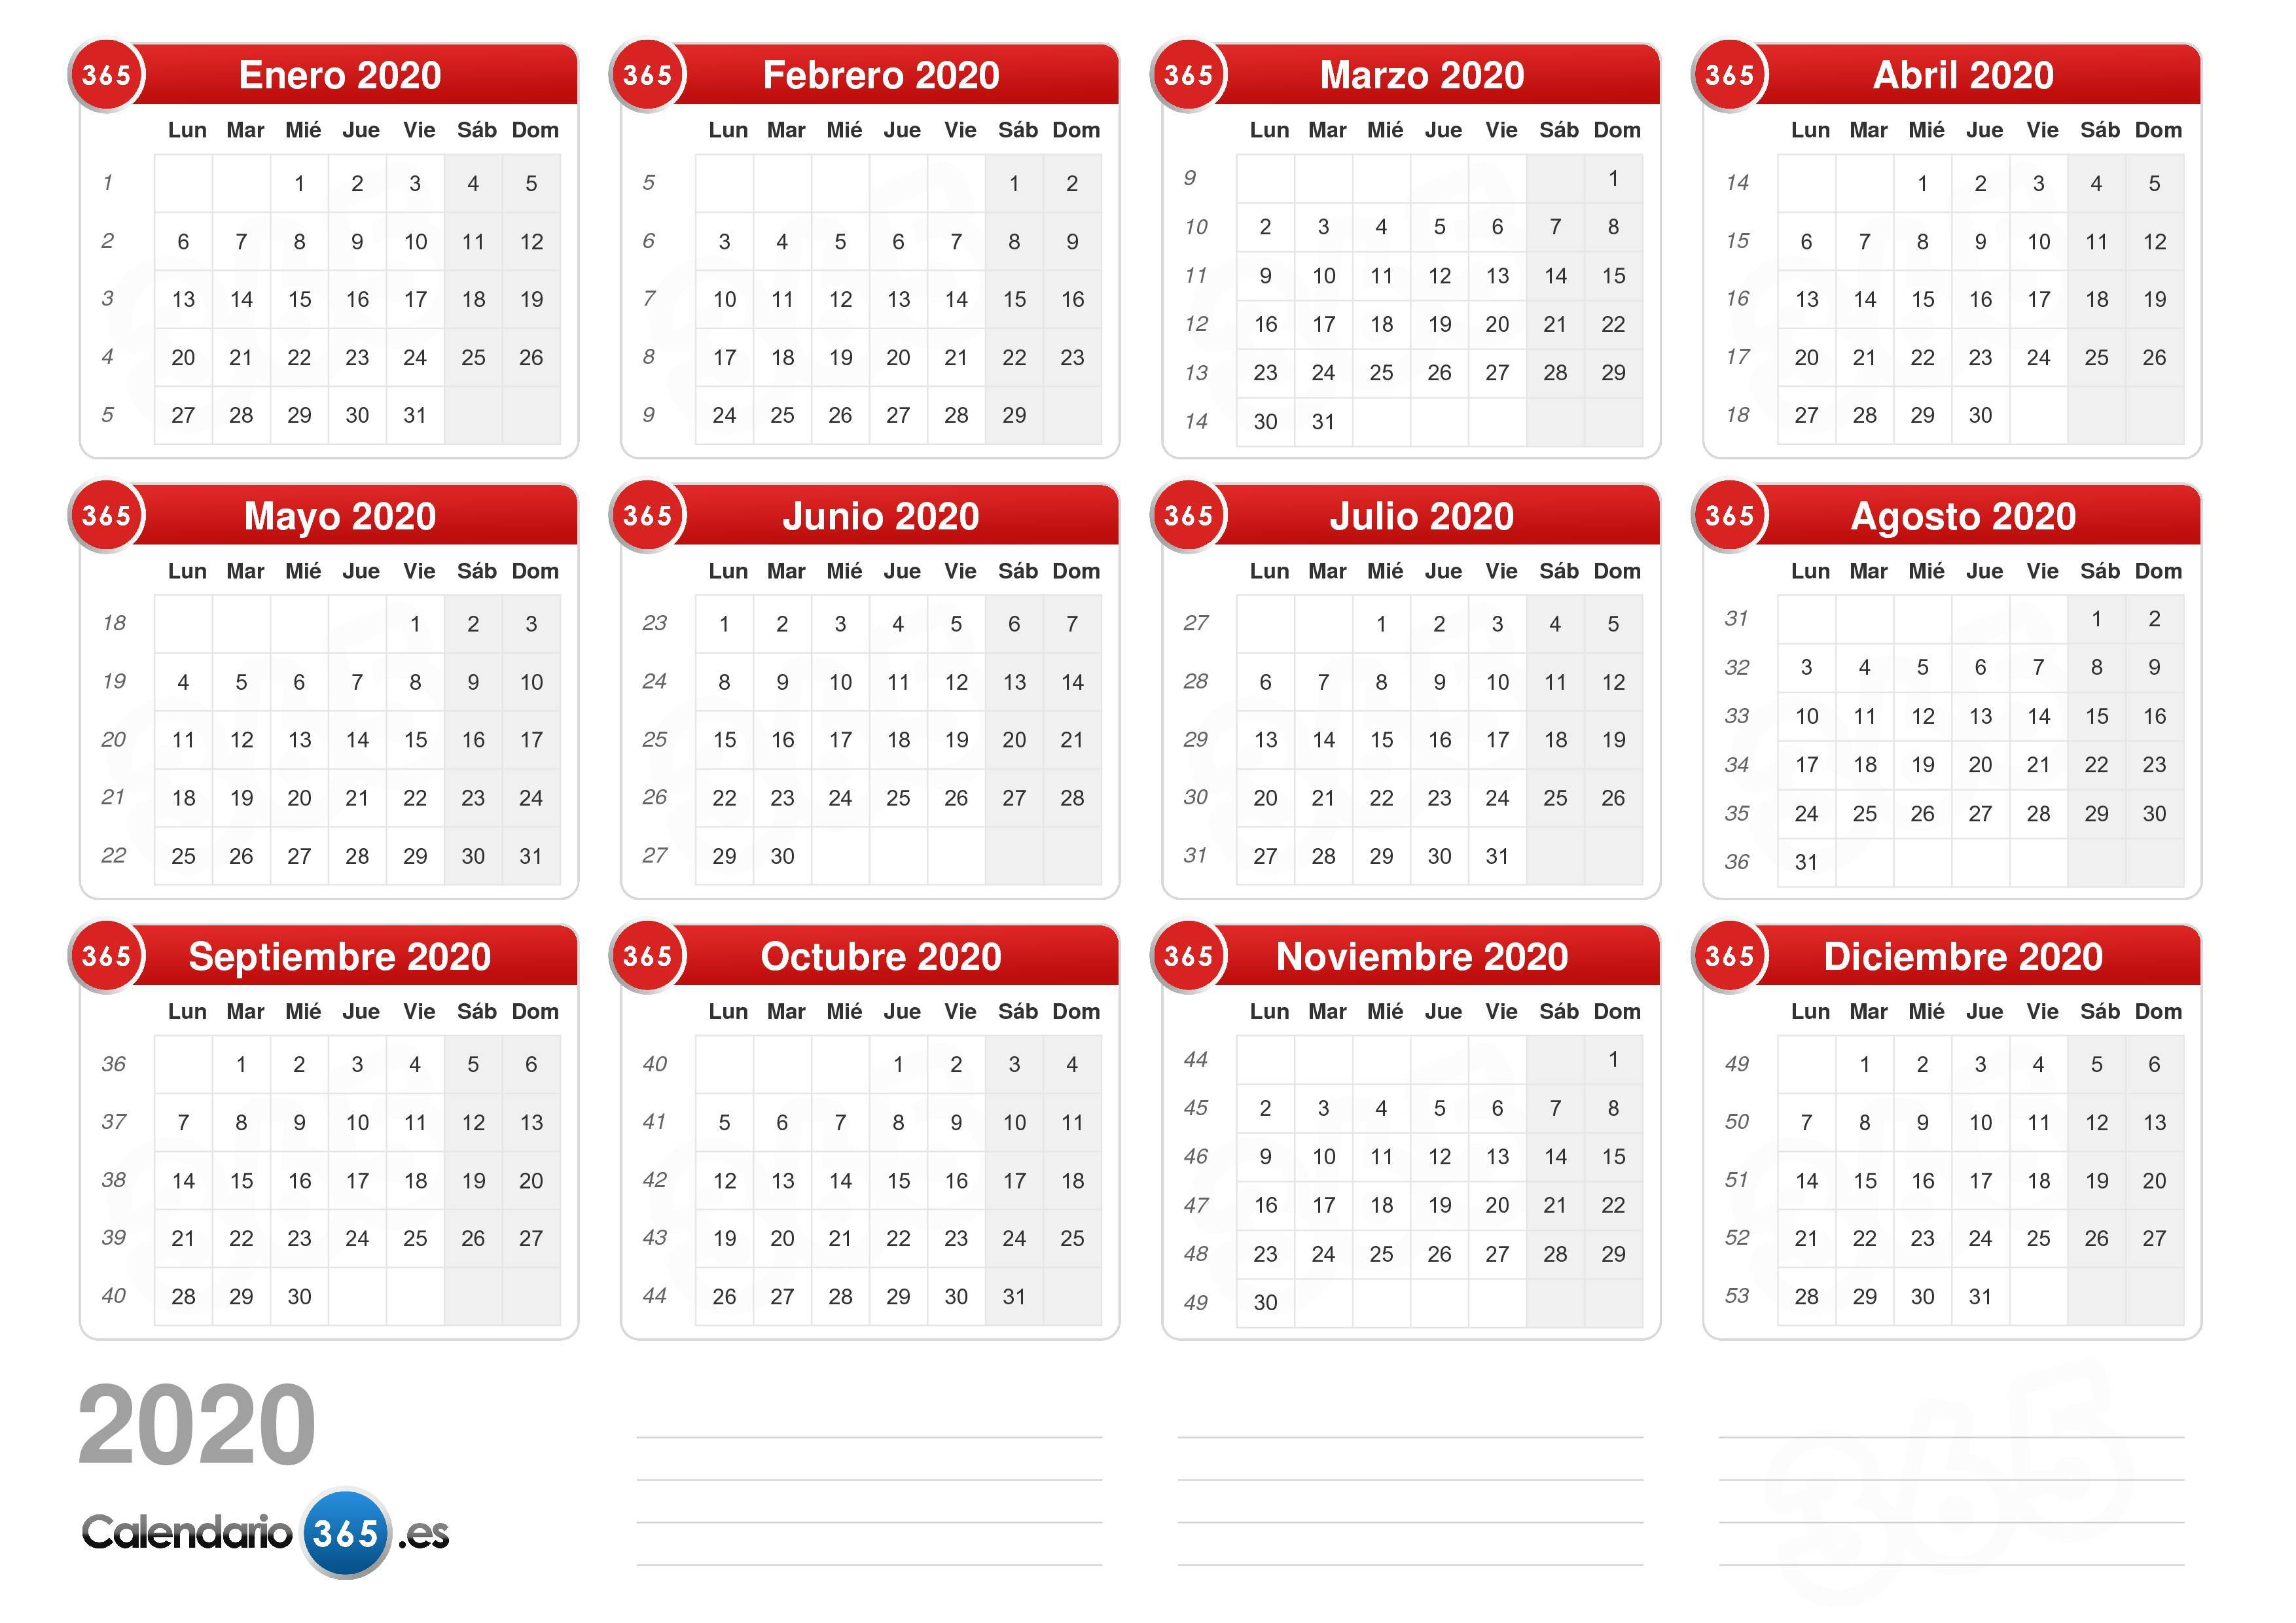 365 Enero 2020
Lun Mar Mié Jue Vie Sáb Dom
1 1 2 3 4 5
2 6 7 8 9 10 11 12
3 13 14 15 16 17 18 19
4 20 21 22 23 24 25 26
5 27 28 29 30 31
365 Febrero 2020
Lun Mar Mié Jue Vie Sáb Dom
5 1 2
6 3 4 5 6 7 8 9
7 10 11 12 13 14 15 16
8 17 18 19 20 21 22 23
9 24 25 26 27 28 29
365 Marzo 2020
Lun Mar Mié Jue Vie Sáb Dom
9 1
10 2 3 4 5 6 7 8
11 9 10 11 12 13 14 15
12 16 17 18 19 20 21 22
13 23 24 25 26 27 28 29
14 30 31
365 Abril 2020
Lun Mar Mié Jue Vie Sáb Dom
14 1 2 3 4 5
15 6 7 8 9 10 11 12
16 13 14 15 16 17 18 19
17 20 21 22 23 24 25 26
18 27 28 29 30
365 Mayo 2020
Lun Mar Mié Jue Vie Sáb Dom
18 1 2 3
19 4 5 6 7 8 9 10
20 11 12 13 14 15 16 17
21 18 19 20 21 22 23 24
22 25 26 27 28 29 30 31
365 Junio 2020
Lun Mar Mié Jue Vie Sáb Dom
23 1 2 3 4 5 6 7
24 8 9 10 11 12 13 14
25 15 16 17 18 19 20 21
26 22 23 24 25 26 27 28
27 29 30
365 Julio 2020
Lun Mar Mié Jue Vie Sáb Dom
27 1 2 3 4 5
28 6 7 8 9 10 11 12
29 13 14 15 16 17 18 19
30 20 21 22 23 24 25 26
31 27 28 29 30 31
365 Agosto 2020
Lun Mar Mié Jue Vie Sáb Dom
31 1 2
32 3 4 5 6 7 8 9
33 10 11 12 13 14 15 16
34 17 18 19 20 21 22 23
35 24 25 26 27 28 29 30
36 31
365 Septiembre 2020
Lun Mar Mié Jue Vie Sáb Dom
36 1 2 3 4 5 6
37 7 8 9 10 11 12 13
38 14 15 16 17 18 19 20
39 21 22 23 24 25 26 27
40 28 29 30
365 Octubre 2020
Lun Mar Mié Jue Vie Sáb Dom
40 1 2 3 4
41 5 6 7 8 9 10 11
42 12 13 14 15 16 17 18
43 19 20 21 22 23 24 25
44 26 27 28 29 30 31
365 Noviembre 2020
Lun Mar Mié Jue Vie Sáb Dom
44 1
45 2 3 4 5 6 7 8
46 9 10 11 12 13 14 15
47 16 17 18 19 20 21 22
48 23 24 25 26 27 28 29
49 30
365 Diciembre 2020
Lun Mar Mié Jue Vie Sáb Dom
49 1 2 3 4 5 6
50 7 8 9 10 11 12 13
51 14 15 16 17 18 19 20
52 21 22 23 24 25 26 27
53 28 29 30 31
2020
Calendario 365 .es
365